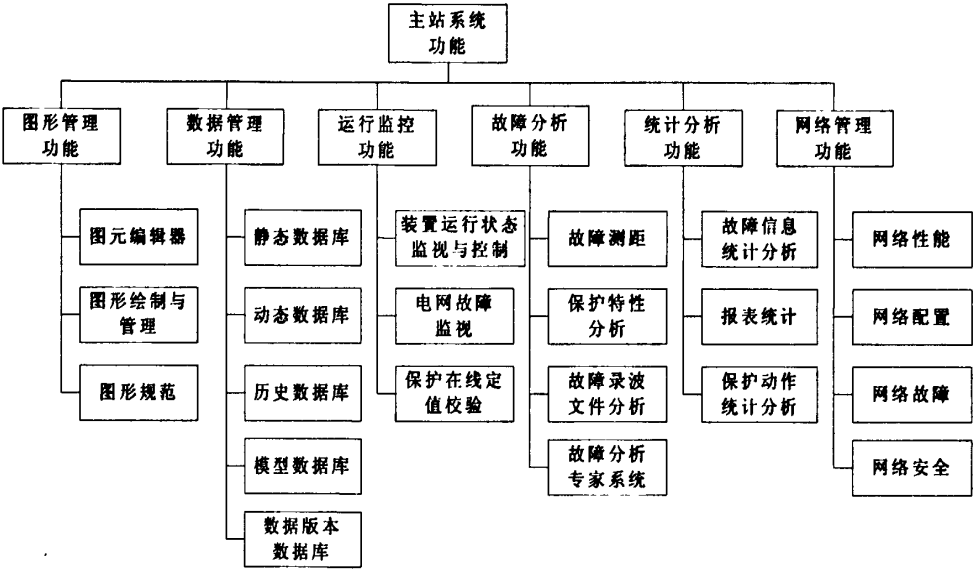 主站系统
功能
图形管理
功能
数据管理
功能
运行监控
功能
故障分析
功能
统计分析
功能
网络管理
功能
图元编辑器
图形绘制与
管理
图形规范
静态数据库
动态数据库
历史数据库
模型数据库
数据版本
数据库
装置运行状态
监视与控制
电网故障
监视
保护在线定
值校验
故障测距
保护特性
分析
故障录波
文件分析
故障分析
专家系统
故障信息
统计分析
报表统计
保护动作
统计分析
网络性能
网络配置
网络故障
网络安全